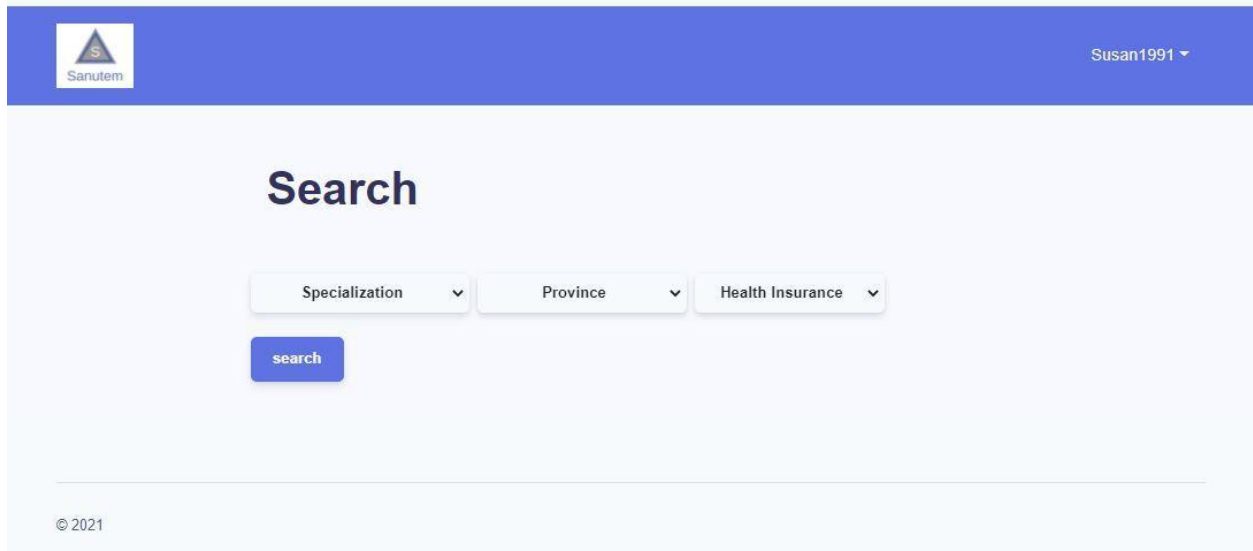 S
Sanutem
Susan1991
Search
Specialization
Province
Health Insurance
search
© 2021